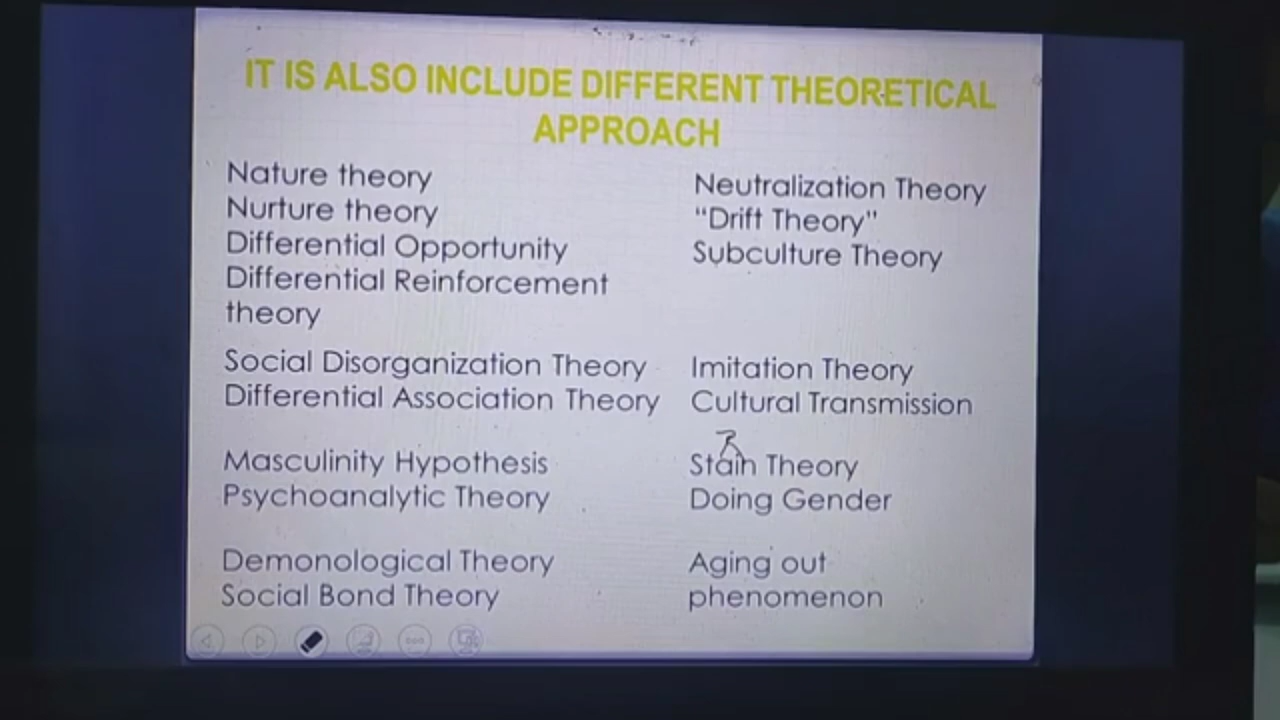 IT IS ALSO INCLUDE DIFFERENT THEORETICAL
APPROACH
Nature theory
Nurture theory
Differential Opportunity
Differential Reinforcement
theory
Social Disorganization Theory
Differential Association Theory
Masculinity Hypothesis
Psychoanalytic Theory
Demonological Theory
Social Bond Theory
Neutralization Theory
"Drift Theory"
Subculture Theory
Imitation Theory
Cultural Transmission
R
Stain Theory
Doing Gender
Aging out
phenomenon